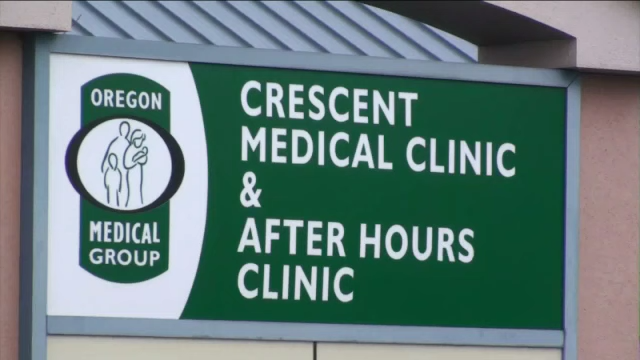 OREGON
MEDICAL
GROUP
CRESCENT
MEDICAL CLINIC
&
AFTER HOURS
CLINIC